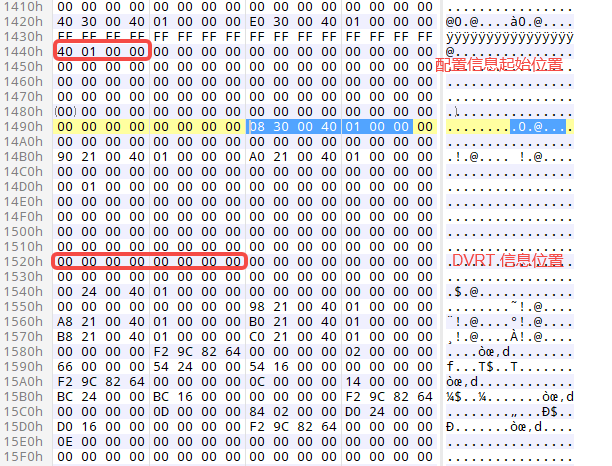 1410h 00 00 00 00 00 00 00 00 00 00 00 00 00 00 00 00 ................
1420h 40 30 00 40 01 00 00 00 E0 30 00 40 01 00 00 00 @0.@....à0.@....
1430h FF FF FF FF FF FF FF FF FF FF FF FF FF FF FF FF ÿÿÿÿÿÿÿÿÿÿÿÿÿÿÿÿ
1440h 40 01 00 00 00 00 00 00 00 00 00 00 00 00 00 00 @...............
1450h 00 00 00 00 00 00 00 00 00 00 00 00 00 00 00 00 ................
配置信息起始位置
1460h 00 00 00 00 00 00 00 00 00 00 00 00 00 00 00 00 ................
1470h 00 00 00 00 00 00 00 00 00 00 00 00 00 00 00 00 ................
1480h (00) 00 00 00 00 00 00 00 00 00 00 00 00 00 00 00 ................
1490h 00 00 00 00 00 00 00 00 08 30 00 40 01 00 00 00 .........0.@....
14A0h 00 00 00 00 00 00 00 00 00 00 00 00 00 00 00 00 ................
14B0h 90 21 00 40 01 00 00 00 A0 21 00 40 01 00 00 00 .!.@.... !.@....
14C0h 00 00 00 00 00 00 00 00 00 00 00 00 00 00 00 00 ................
14D0h 00 01 00 00 00 00 00 00 00 00 00 00 00 00 00 00 ................
14E0h 00 00 00 00 00 00 00 00 00 00 00 00 00 00 00 00 ................
14F0h 00 00 00 00 00 00 00 00 00 00 00 00 00 00 00 00 ................
1500h 00 00 00 00 00 00 00 00 00 00 00 00 00 00 00 00 ................
1510h 00 00 00 00 00 00 00 00 00 00 00 00 00 00 00 00 ................
1520h 00 00 00 00 00 00 00 00 00 00 00 00 00 00 00 00 ................
DVRT 信息位置
1530h 00 00 00 00 00 00 00 00 00 00 00 00 00 00 00 00 ................
1540h 00 24 00 40 01 00 00 00 00 00 00 00 00 00 00 00 .$.@............
1550h 00 00 00 00 00 00 00 00 98 21 00 40 01 00 00 00 ........˜!.@....
1560h A8 21 00 40 01 00 00 00 B0 21 00 40 01 00 00 00 ¨!.@....°!.@....
1570h B8 21 00 40 01 00 00 00 C0 21 00 40 01 00 00 00 ¸!.@....À!.@....
1580h 00 00 00 00 F2 9C 82 64 00 00 00 00 02 00 00 00 ....òœ‚d........
1590h 66 00 00 00 54 24 00 00 54 16 00 00 00 00 00 00 f...T$..T.......
15A0h F2 9C 82 64 00 00 00 00 0C 00 00 00 14 00 00 00 òœ‚d............
15B0h BC 24 00 00 BC 16 00 00 00 00 00 00 F2 9C 82 64 ¼$..¼.......òœ‚d
15C0h 00 00 00 00 0D 00 00 00 84 02 00 00 D0 24 00 00 ........„...Ð$..
15D0h D0 16 00 00 00 00 00 00 F2 9C 82 64 00 00 00 00 Ð.......òœ‚d....
15E0h 0E 00 00 00 00 00 00 00 00 00 00 00 00 00 00 00 ................
15F0h 00 00 00 00 00 00 00 00 00 00 00 00 00 00 00 00 ................